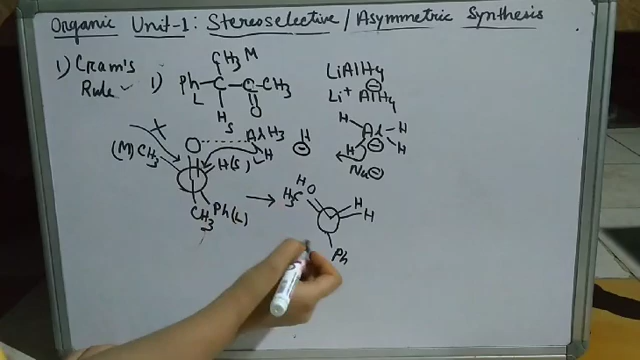 Organic Unit-1: Stereoselective / Asymmetric Synthesis
1) Cram's Rule
1)
CH3 M
Ph-C-C-CH3
L
O
H
S
LiAlH4
Li+ AlH4
H
Al-H
H H
Na
O AlH3
H
H
(M) CH3
H(S)
CH3 Ph(L)
H O
H3C
H
H
Ph